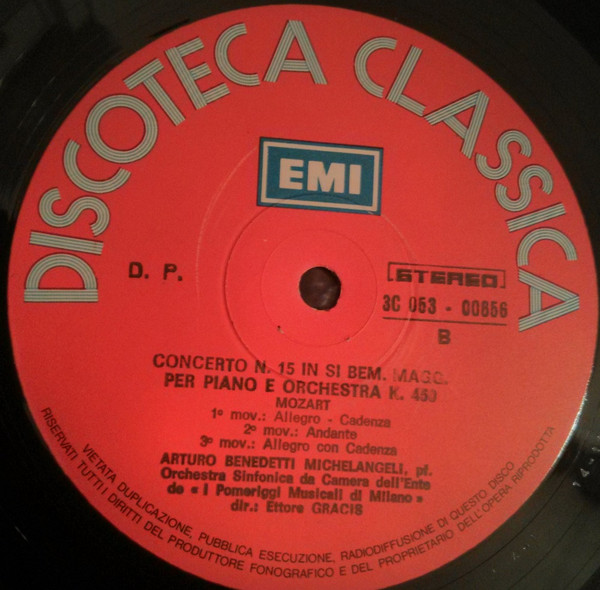 DISCOTECA CLASSICA
EMI
D. P.
STEREO
3C 053 - 00856
B
CONCERTO N. 15 IN SI BEM. MAGG.
PER PIANO E ORCHESTRA K. 450
MOZART
1º mov.: Allegro - Cadenza
2º mov.: Andante
3º mov.: Allegro con Cadenza
ARTURO BENEDETTI MICHELANGELI, pf.
Orchestra Sinfonica da Camera dell'Ente
de « I Pomeriggi Musicali di Milano »
dir.: Ettore GRACIS
VIETATA DUPLICAZIONE, PUBBLICA ESECUZIONE, RADIODIFFUSIONE DI QUESTO DISCO
RISERVATI TUTTI I DIRITTI DEL PRODUTTORE FONOGRAFICO E DEL PROPRIETARIO DELL'OPERA RIPRODOTTA